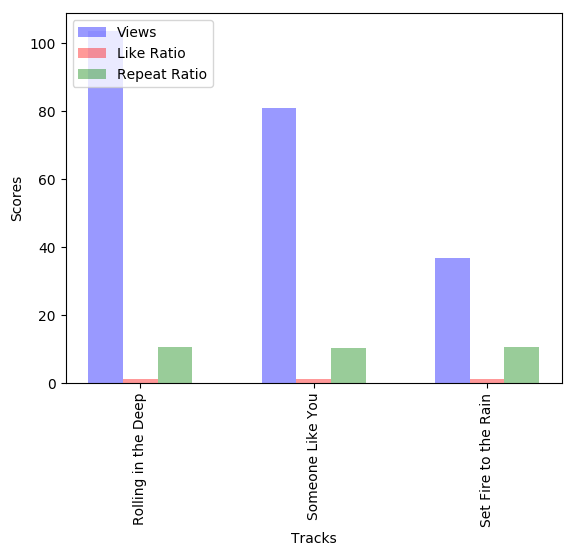 Views
Like Ratio
Repeat Ratio
100
80
60
40
20
0
Scores
Rolling in the Deep
Someone Like You
Set Fire to the Rain
Tracks